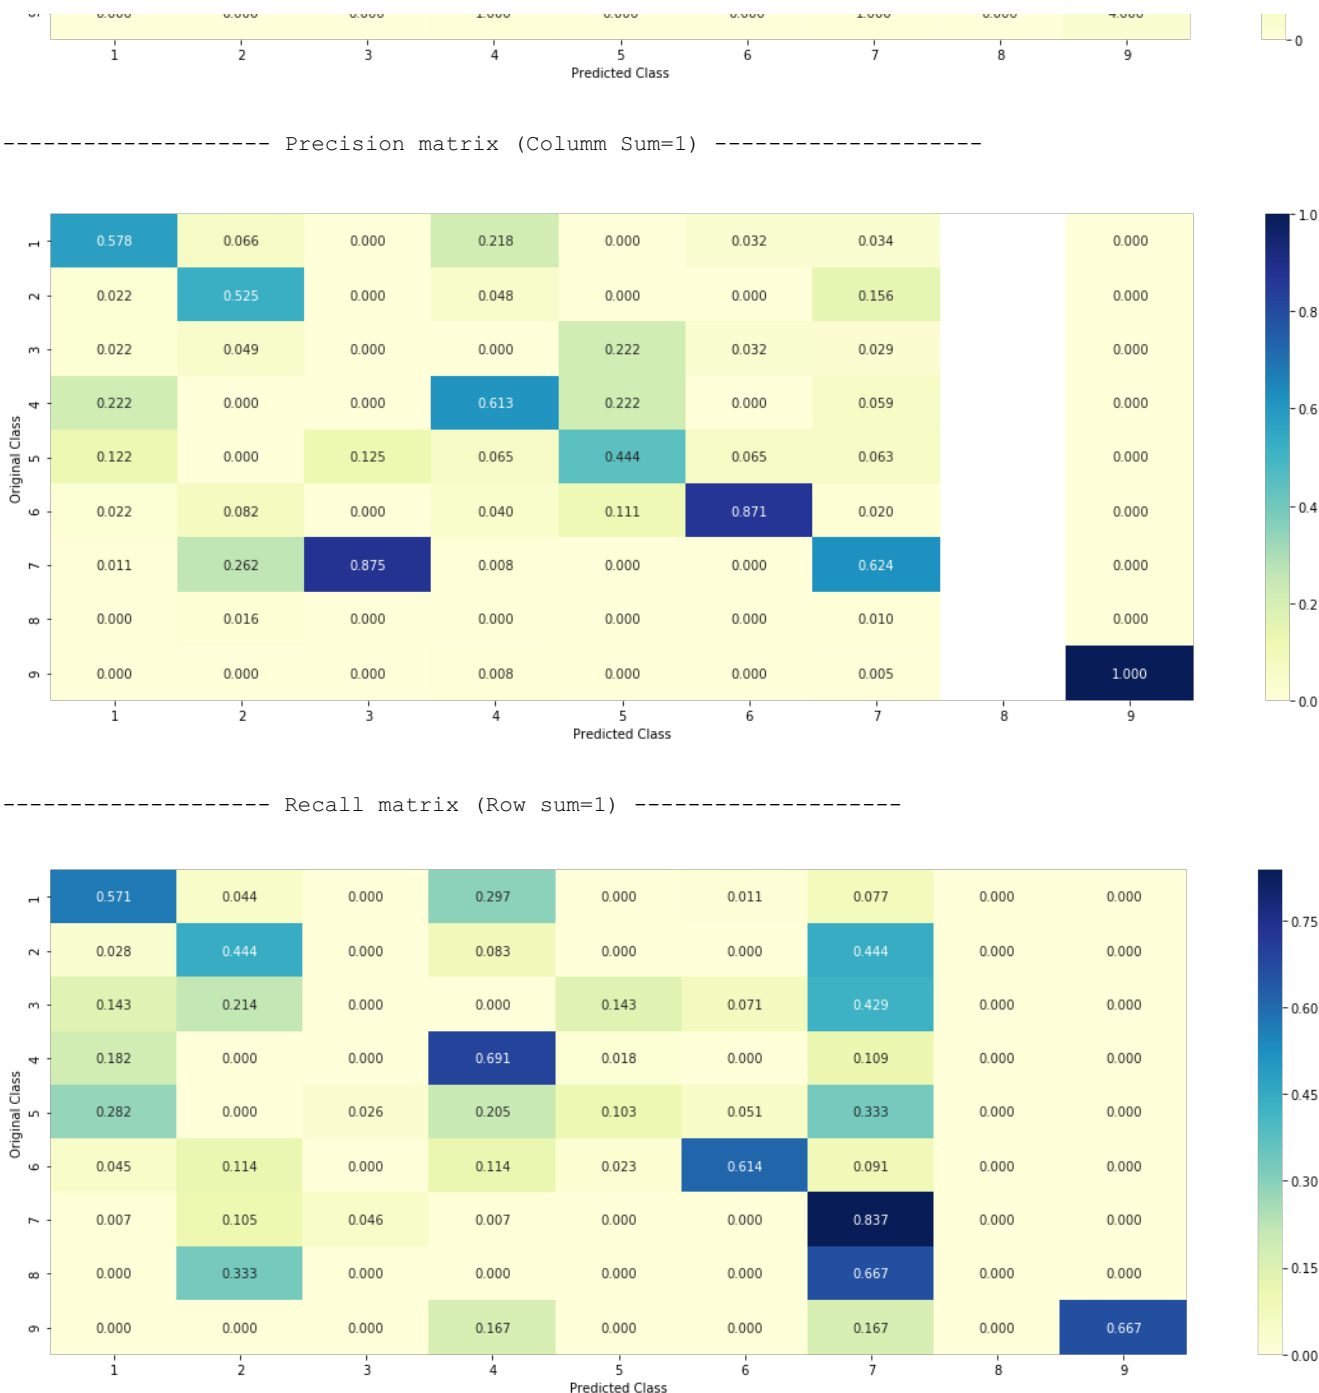 1 2 3 4 5 6 7 8 9
0
Predicted Class
-------------------- Precision matrix (Columm Sum=1) --------------------
1 0.578 0.066 0.000 0.218 0.000 0.032 0.034 0.000
2 0.022 0.525 0.000 0.048 0.000 0.000 0.156 0.000
3 0.022 0.049 0.000 0.000 0.222 0.032 0.029 0.000
4 0.222 0.000 0.000 0.613 0.222 0.000 0.059 0.000
5 0.122 0.000 0.125 0.065 0.444 0.065 0.063 0.000
6 0.022 0.082 0.000 0.040 0.111 0.871 0.020 0.000
7 0.011 0.262 0.875 0.008 0.000 0.000 0.624 0.000
8 0.000 0.016 0.000 0.000 0.000 0.000 0.010 0.000
9 0.000 0.000 0.000 0.008 0.000 0.000 0.005 1.000
Original Class
1 2 3 4 5 6 7 8 9
Predicted Class
1.0
0.8
0.6
0.4
0.2
0.0
-------------------- Recall matrix (Row sum=1) --------------------
1 0.571 0.044 0.000 0.297 0.000 0.011 0.077 0.000 0.000
2 0.028 0.444 0.000 0.083 0.000 0.000 0.444 0.000 0.000
3 0.143 0.214 0.000 0.000 0.143 0.071 0.429 0.000 0.000
4 0.182 0.000 0.000 0.691 0.018 0.000 0.109 0.000 0.000
5 0.282 0.000 0.026 0.205 0.103 0.051 0.333 0.000 0.000
6 0.045 0.114 0.000 0.114 0.023 0.614 0.091 0.000 0.000
7 0.007 0.105 0.046 0.007 0.000 0.000 0.837 0.000 0.000
8 0.000 0.333 0.000 0.000 0.000 0.000 0.667 0.000 0.000
9 0.000 0.000 0.000 0.167 0.000 0.000 0.167 0.000 0.667
Original Class
1 2 3 4 5 6 7 8 9
Predicted Class
0.75
0.60
0.45
0.30
0.15
0.00